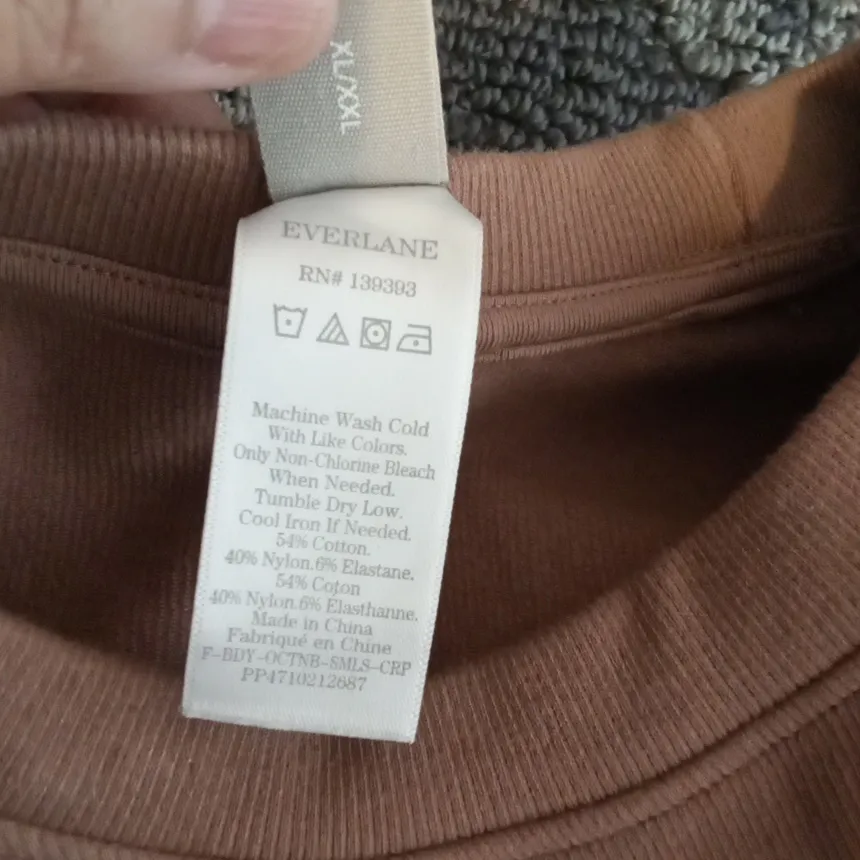 XL/XXL
EVERLANE
RN# 139393
Machine Wash Cold
With Like Colors.
Only Non-Chlorine Bleach
When Needed.
Tumble Dry Low.
Cool Iron If Needed.
54% Cotton.
40% Nylon.6% Elastane.
54% Coton
40% Nylon.6% Elasthanne.
Made in China
Fabriqué en Chine
F-BDY-OCTNB-SMLS-CRP
PP4710212687